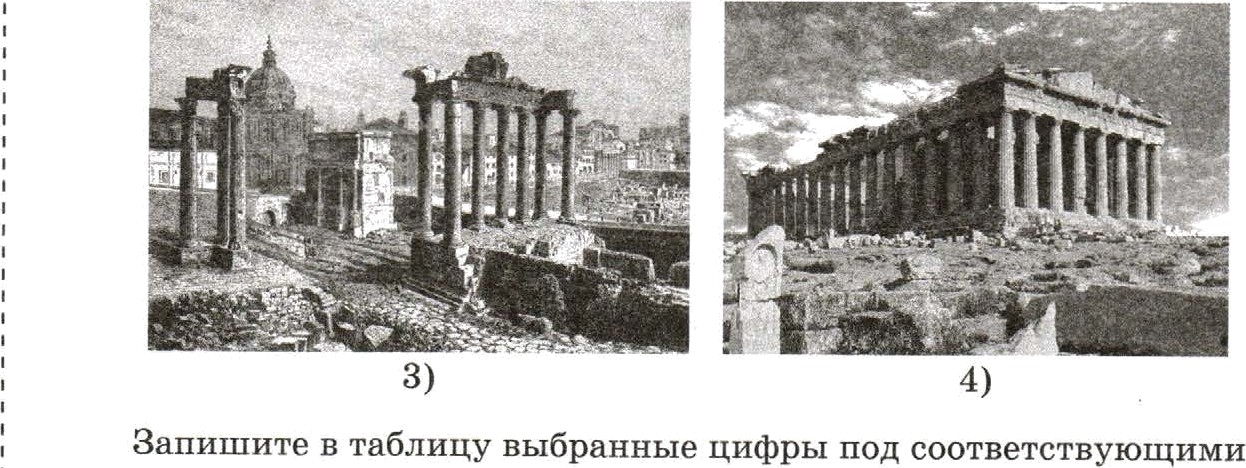 3)
4)
Запишите в таблицу выбранные цифры под соответствующими